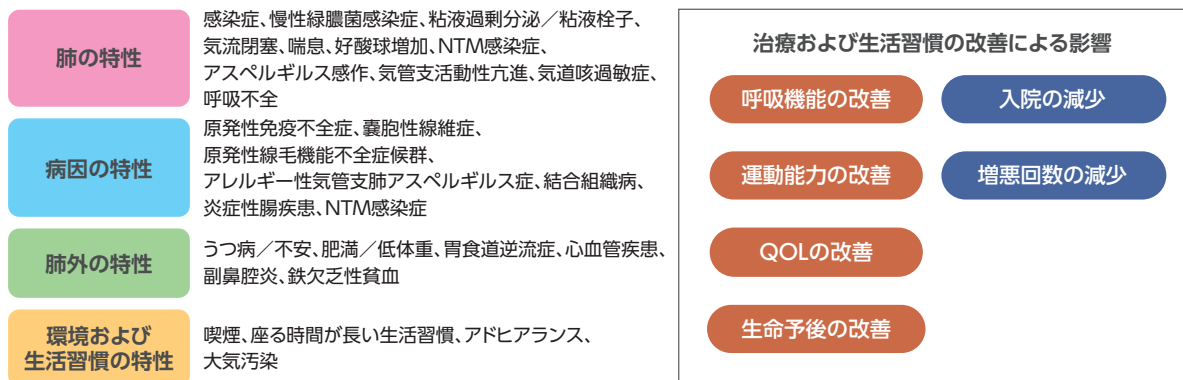 肺の特性
感染症、慢性緑膿菌感染症、粘液過剰分泌／粘液栓子、
気流閉塞、喘息、好酸球増加、NTM感染症、
アスペルギルス感作、気管支活動性亢進、気道咳過敏症、
呼吸不全
病因の特性
原発性免疫不全症、嚢胞性線維症、
原発性線毛機能不全症候群、
アレルギー性気管支肺アスペルギルス症、結合組織病、
炎症性腸疾患、NTM感染症
肺外の特性
うつ病／不安、肥満／低体重、胃食道逆流症、心血管疾患、
副鼻腔炎、鉄欠乏性貧血
環境および
生活習慣の特性
喫煙、座る時間が長い生活習慣、アドヒアランス、
大気汚染
治療および生活習慣の改善による影響
呼吸機能の改善
入院の減少
運動能力の改善
増悪回数の減少
QOLの改善
生命予後の改善